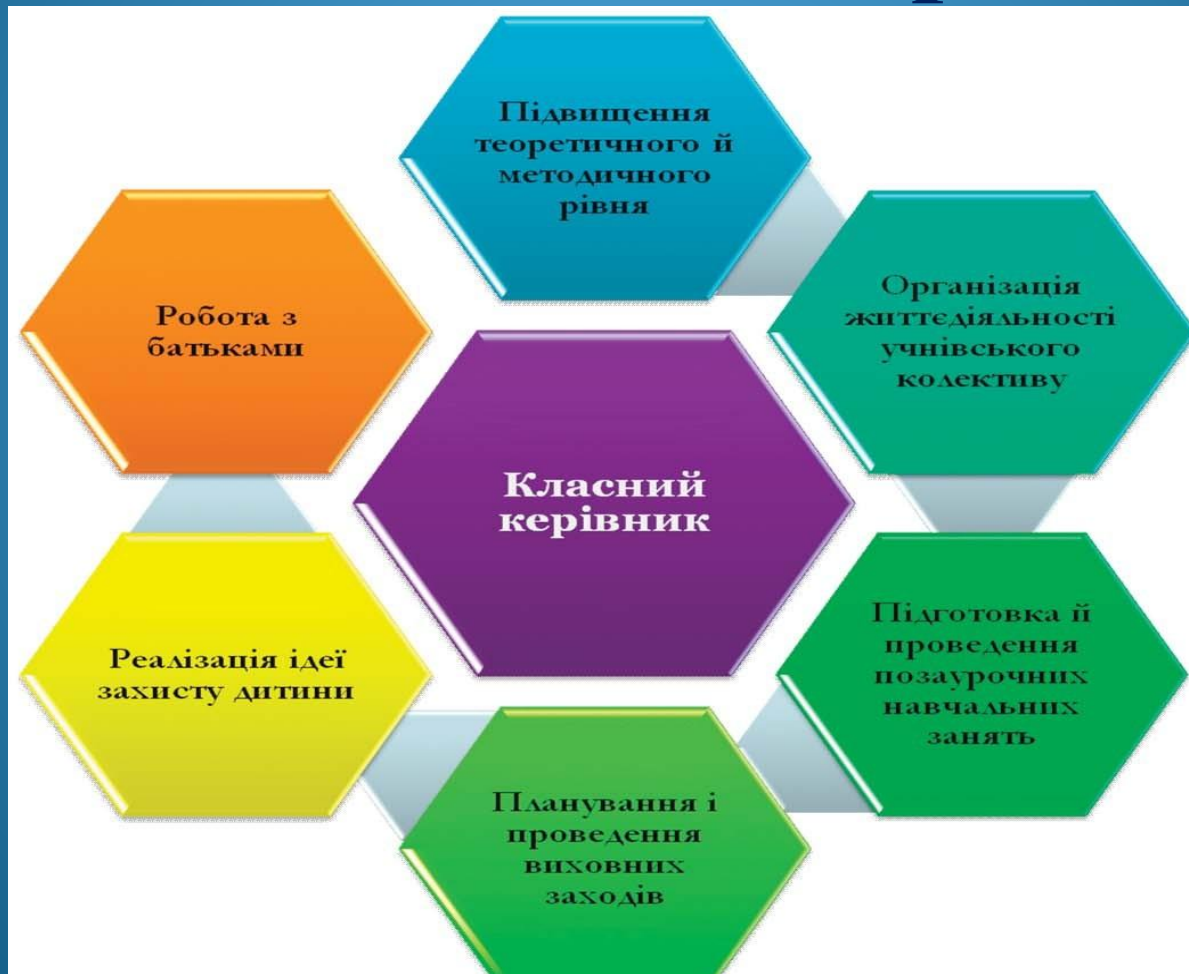 Підвищення
теоретичного й
методичного
рівня
Організація
життєдіяльності
учнівського
колективу
Підготовка й
проведення
позаурочних
навчальних
занять
Планування і
проведення
виховних
заходів
Реалізація ідеї
захисту дитини
Робота з
батьками
Класний
керівник